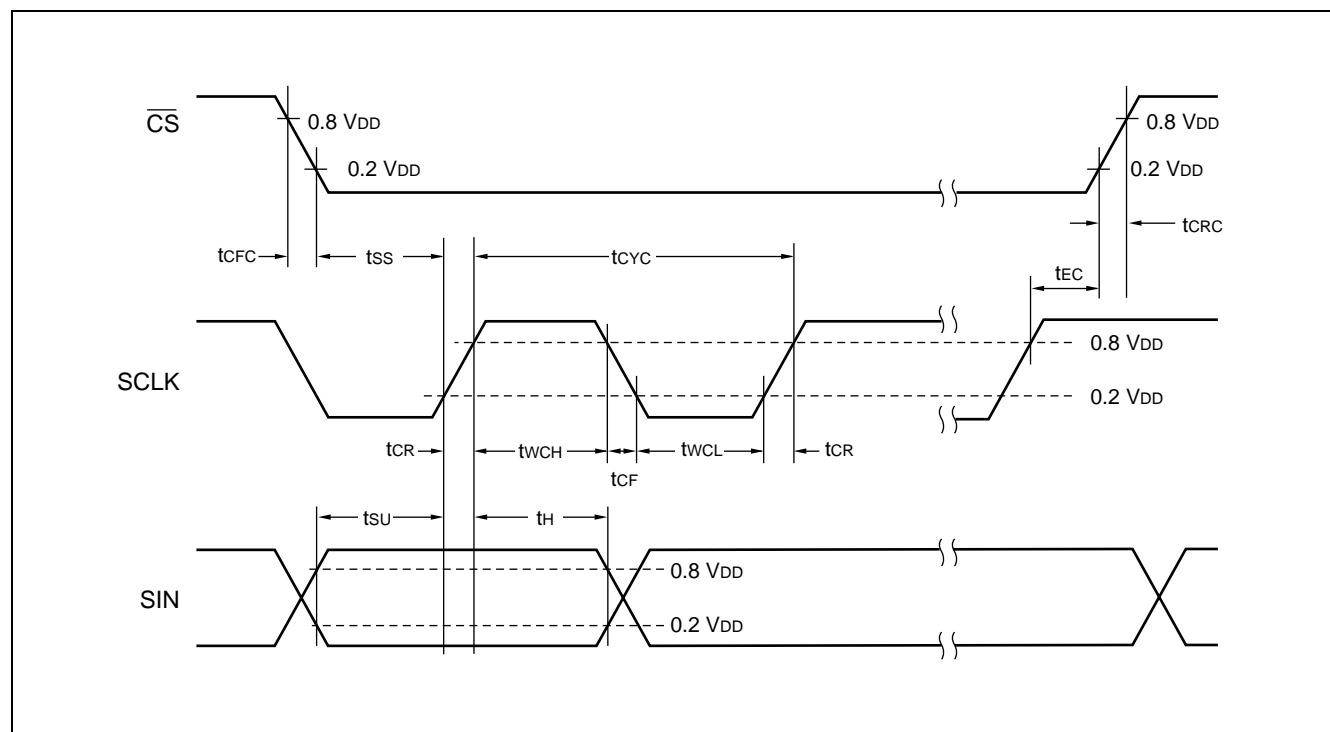 CS
0.8 VDD
0.8 VDD
0.2 VDD
0.2 VDD
tCRC
tCFC
tSS
tCYC
tEC
SCLK
0.8 VDD
0.2 VDD
tCR
tWCH
tWCL
tCR
tCF
tSU
tH
SIN
0.8 VDD
0.2 VDD